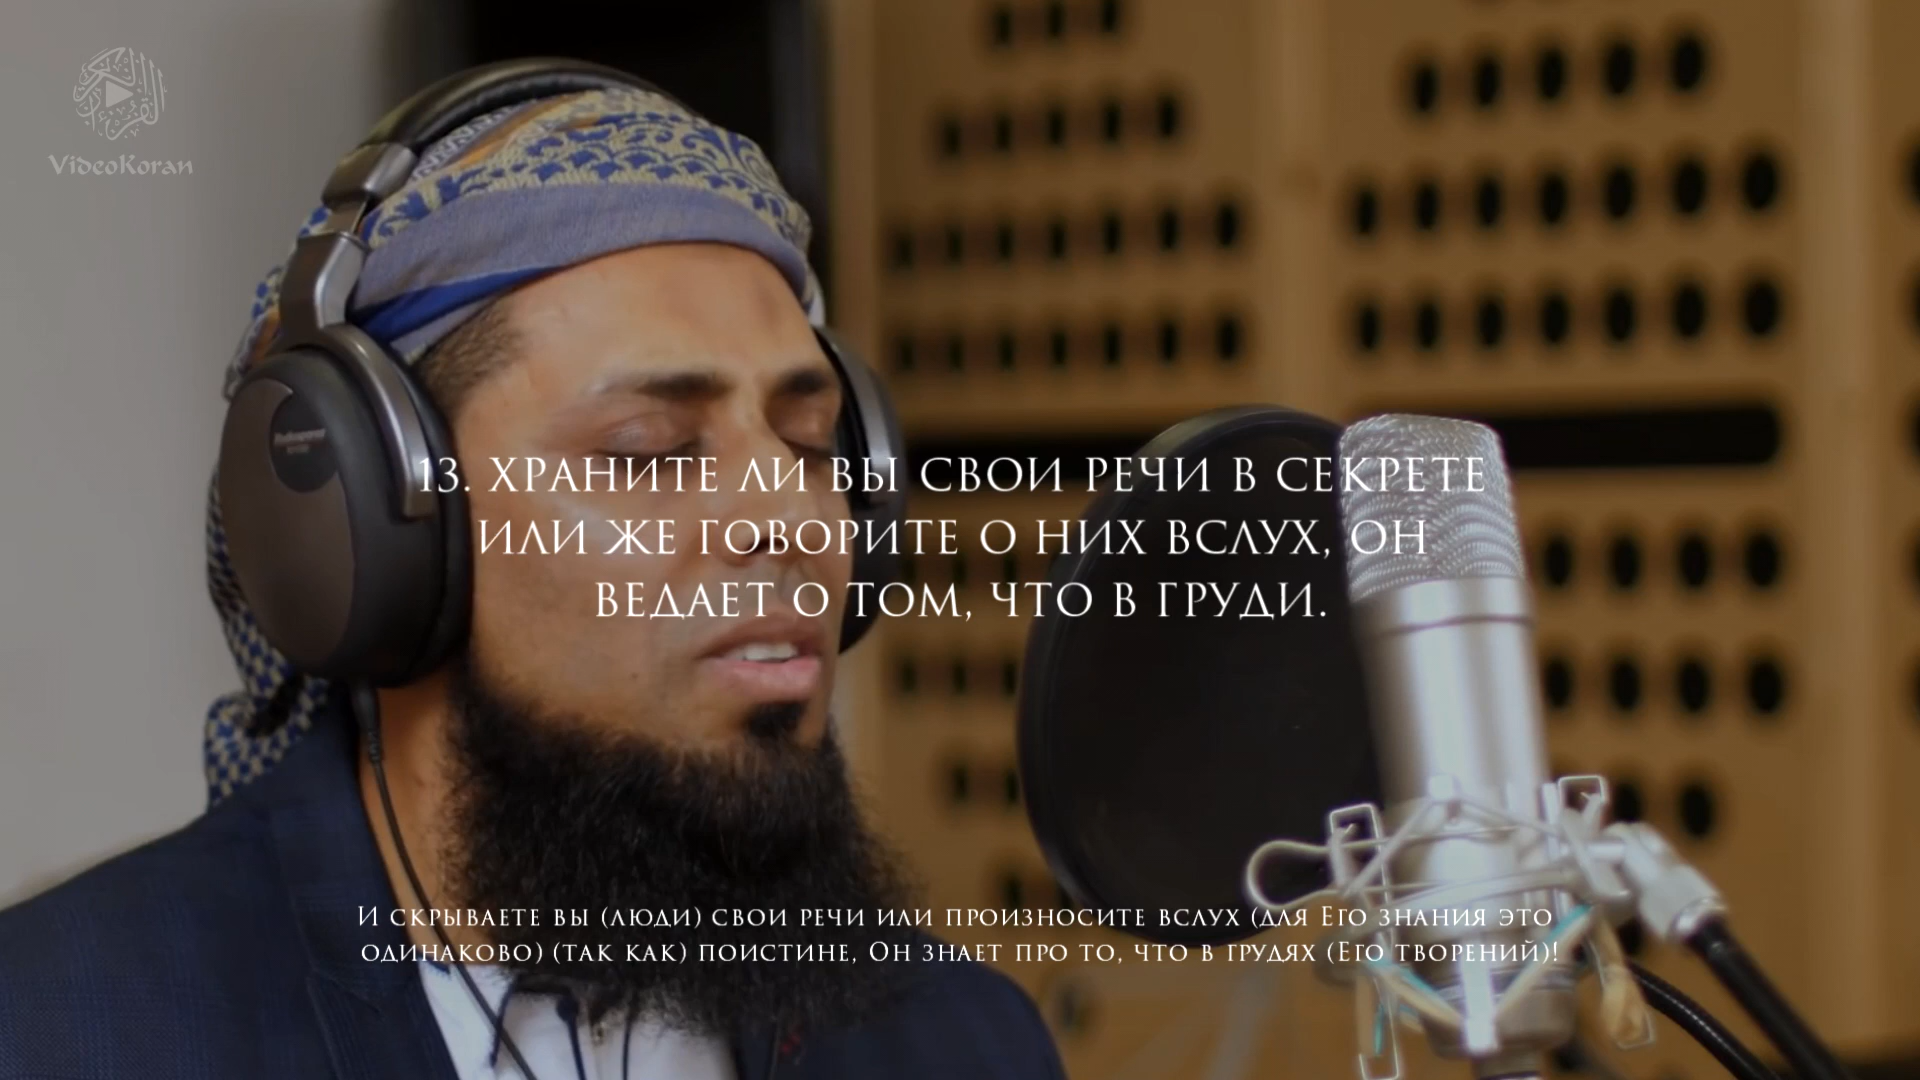 VideoKoran
13. ХРАНИТЕ ЛИ ВЫ СВОИ РЕЧИ В СЕКРЕТЕ
ИЛИ ЖЕ ГОВОРИТЕ О НИХ ВСЛУХ, ОН
ВЕДАЕТ О ТОМ, ЧТО В ГРУДИ.
И СКРЫВАЕТЕ ВЫ (ЛЮДИ) СВОИ РЕЧИ ИЛИ ПРОИЗНОСИТЕ ВСЛУХ (ДЛЯ ЕГО ЗНАНИЯ ЭТО
ОДИНАКОВО) (ТАК КАК) ПОИСТИНЕ, ОН ЗНАЕТ ПРО ТО, ЧТО В ГРУДЯХ (ЕГО ТВОРЕНИЙ)!